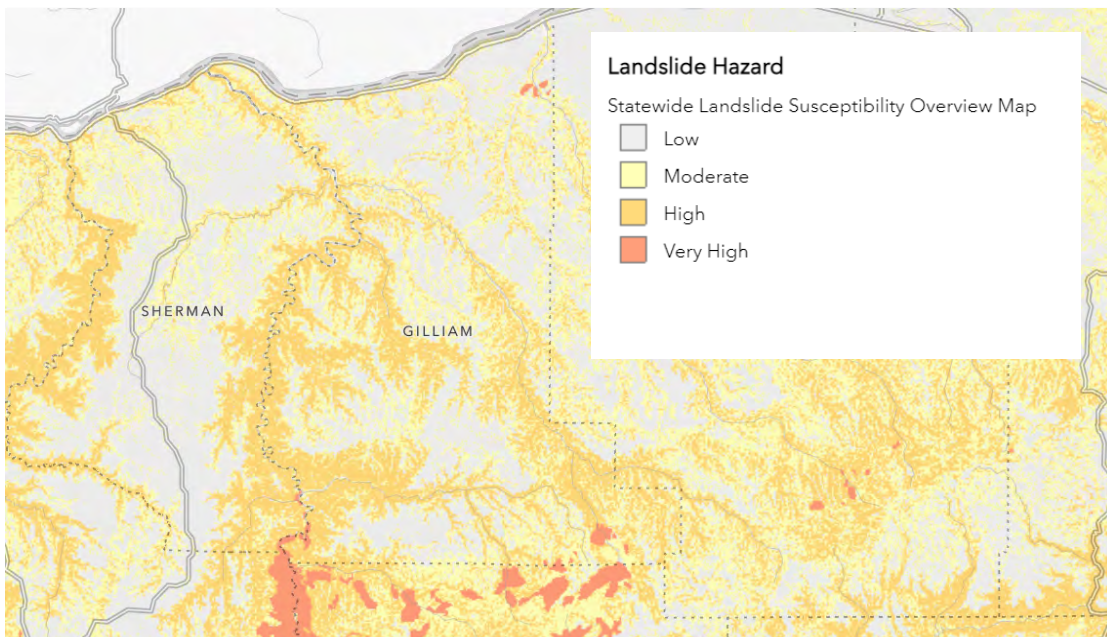 Landslide Hazard
Statewide Landslide Susceptibility Overview Map
Low
Moderate
High
Very High
SHERMAN
GILLIAM